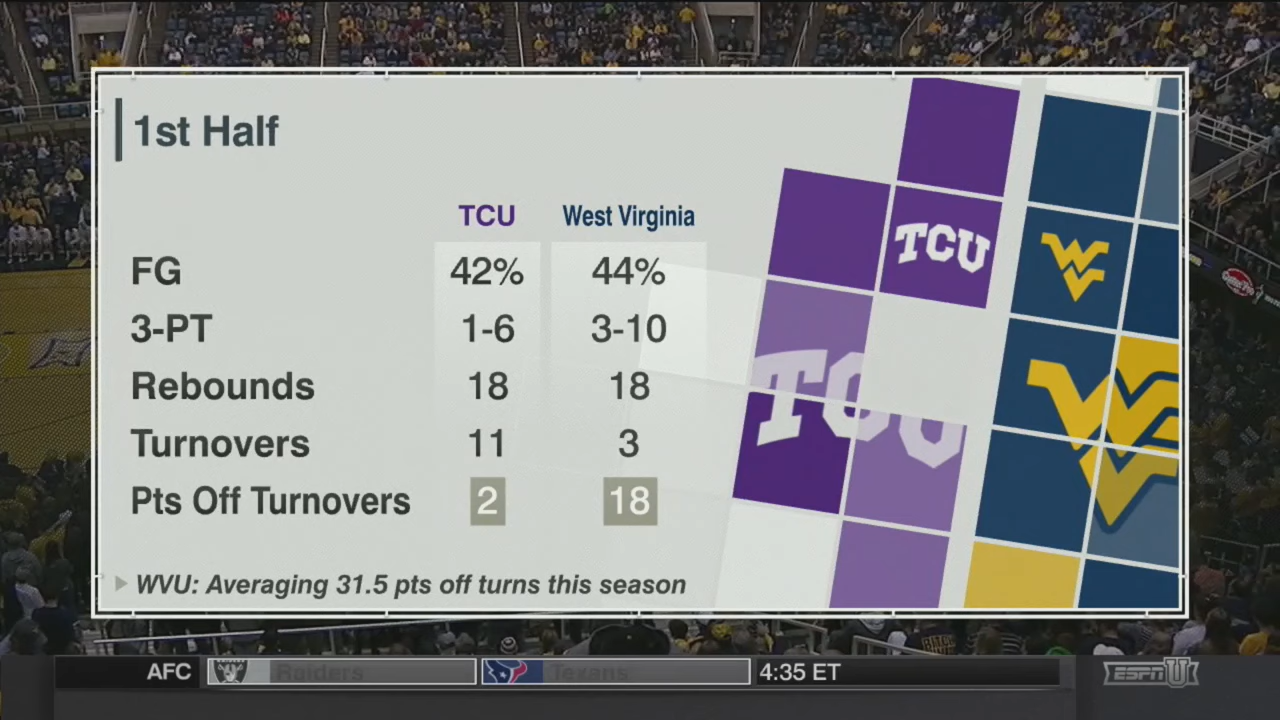 1st Half
TCU West Virginia
FG 42% 44%
3-PT 1-6 3-10
Rebounds 18 18
Turnovers 11 3
Pts Off Turnovers 2 18
WVU: Averaging 31.5 pts off turns this season
TCU
WV
TCU
WV
AFC Raiders Texans 4:35 ET
ESPNU